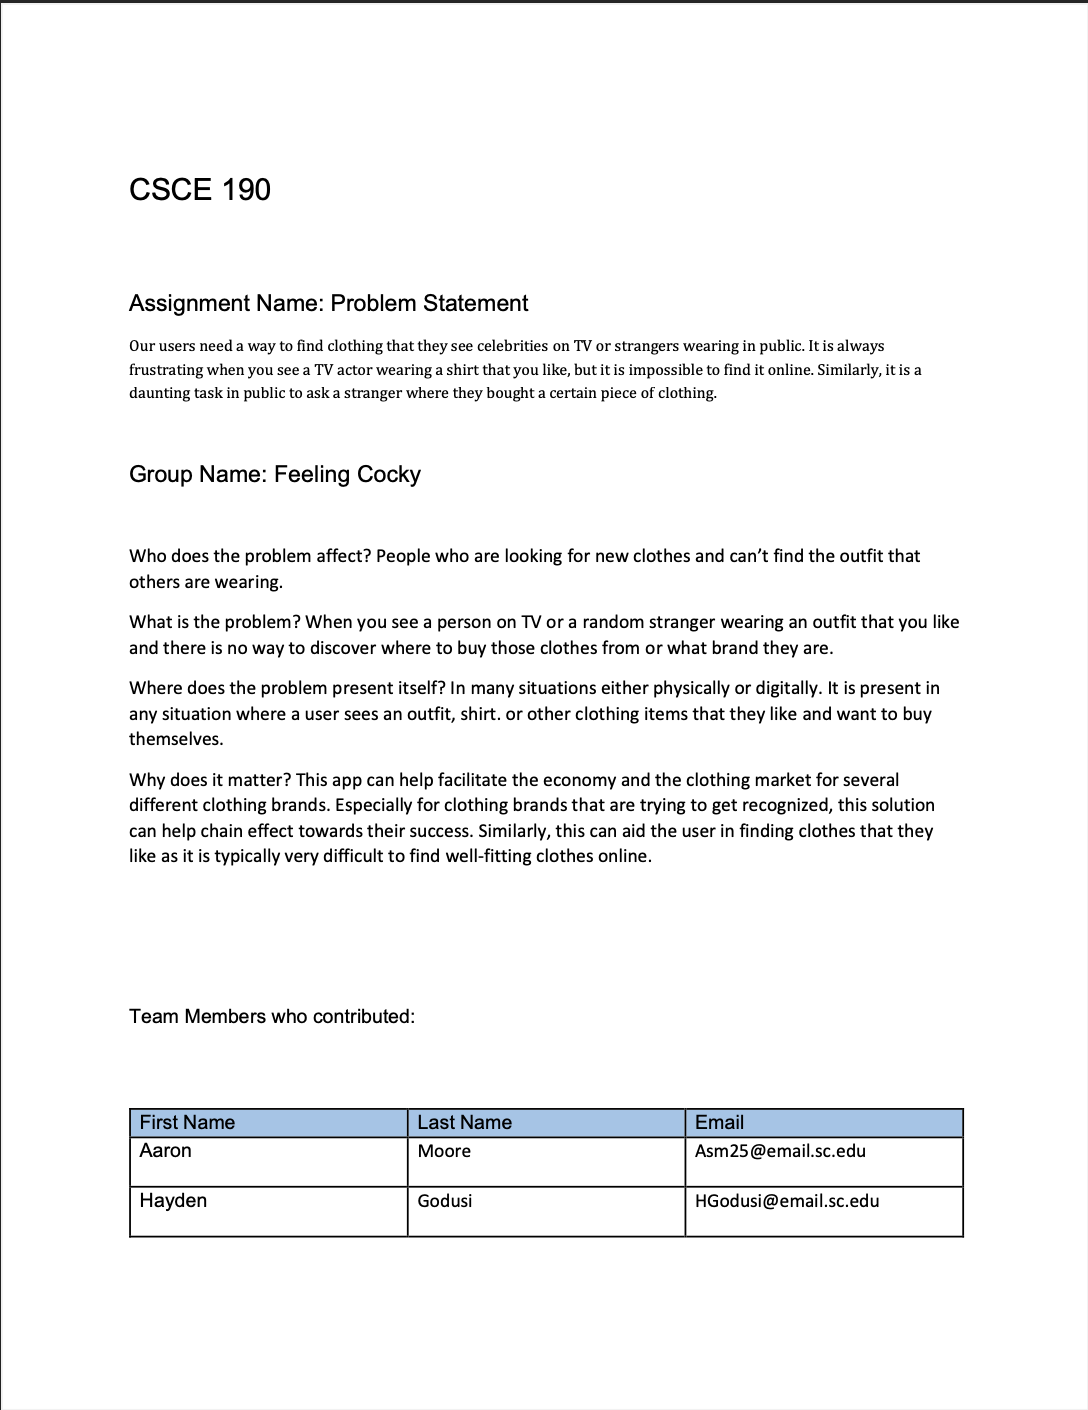 CSCE 190
Assignment Name: Problem Statement
Our users need a way to find clothing that they see celebrities on TV or strangers wearing in public. It is always
frustrating when you see a TV actor wearing a shirt that you like, but it is impossible to find it online. Similarly, it is a
daunting task in public to ask a stranger where they bought a certain piece of clothing.
Group Name: Feeling Cocky
Who does the problem affect? People who are looking for new clothes and can’t find the outfit that
others are wearing.
What is the problem? When you see a person on TV or a random stranger wearing an outfit that you like
and there is no way to discover where to buy those clothes from or what brand they are.
Where does the problem present itself? In many situations either physically or digitally. It is present in
any situation where a user sees an outfit, shirt. or other clothing items that they like and want to buy
themselves.
Why does it matter? This app can help facilitate the economy and the clothing market for several
different clothing brands. Especially for clothing brands that are trying to get recognized, this solution
can help chain effect towards their success. Similarly, this can aid the user in finding clothes that they
like as it is typically very difficult to find well-fitting clothes online.
Team Members who contributed:
First Name Last Name Email
Aaron Moore Asm25@email.sc.edu
Hayden Godusi HGodusi@email.sc.edu